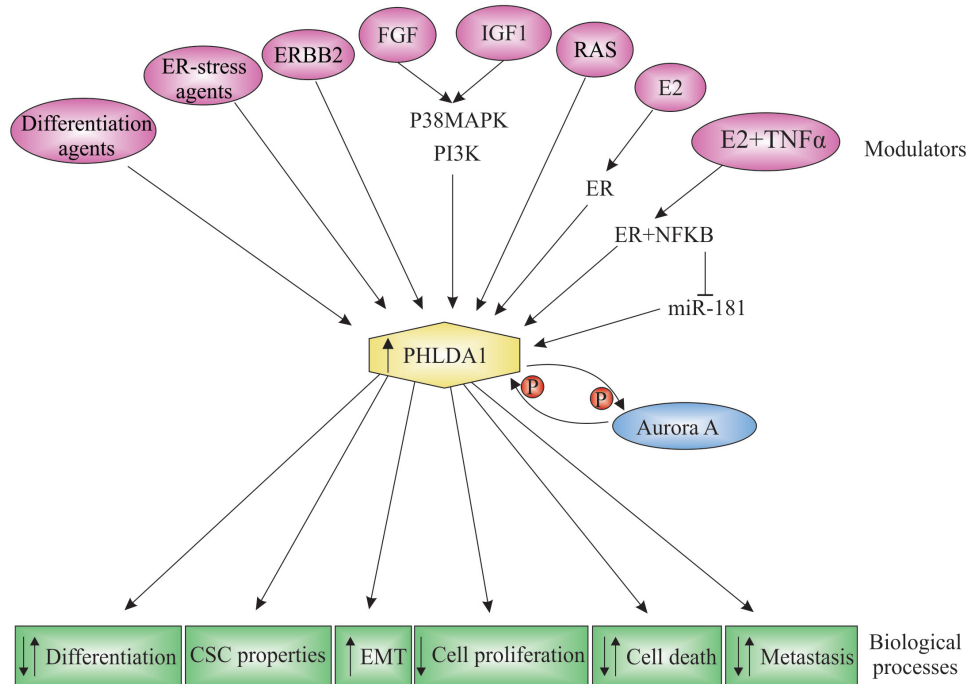 FGF
IGF1
ERBB2
RAS
ER-stress
agents
E2
Differentiation
agents
P38MAPK
PI3K
E2+TNFα
Modulators
ER
ER+NFKB
miR-181
PHLDA1
P
P
Aurora A
Differentiation
CSC properties
EMT
Cell proliferation
Cell death
Metastasis
Biological
processes